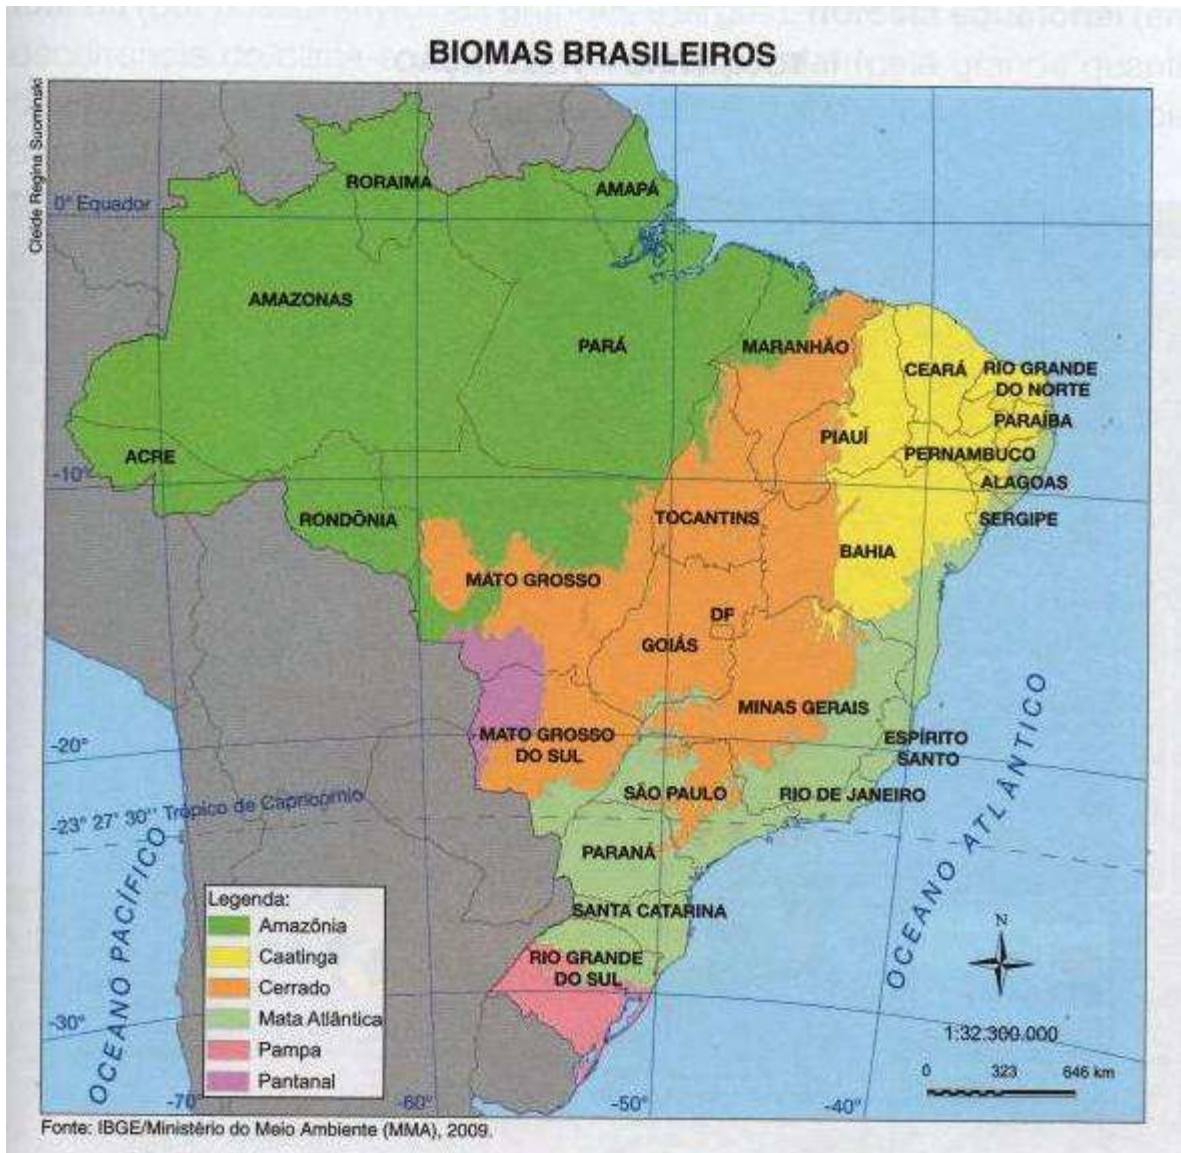 BIOMAS BRASILEIROS
Cleide Regina Suominski
RORAIMA
AMAPÁ
0° Equador
AMAZONAS
PARÁ
MARANHÃO
CEARÁ
RIO GRANDE
DO NORTE
PARAÍBA
PIAUÍ
PERNAMBUCO
ACRE
-10°
ALAGOAS
RONDÔNIA
TOCANTINS
SERGIPE
BAHIA
MATO GROSSO
DF
GOIÁS
MINAS GERAIS
-20°
MATO GROSSO
DO SUL
ESPÍRITO
SANTO
SÃO PAULO
RIO DE JANEIRO
-23° 27' 30'' Trópico de Capricórnio
PARANÁ
OCEANO ATLÂNTICO
OCEANO PACÍFICO
SANTA CATARINA
RIO GRANDE
DO SUL
Legenda:
Amazônia
Caatinga
Cerrado
Mata Atlântica
Pampa
Pantanal
N
-30°
1:32.300.000
0 323 646 km
-70°
-60°
-50°
-40°
Fonte: IBGE/Ministério do Meio Ambiente (MMA), 2009.